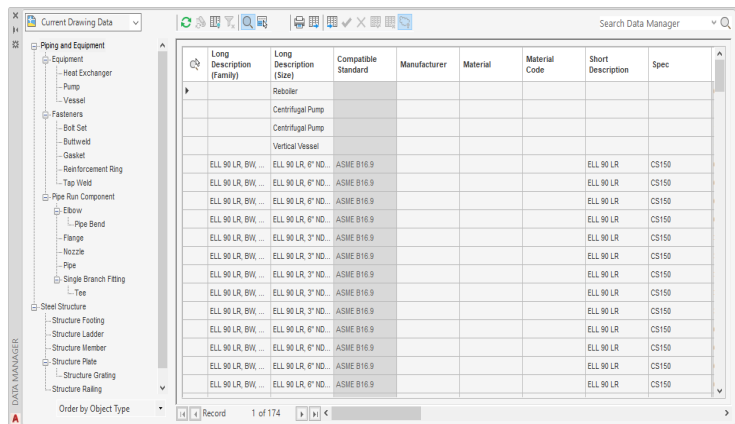 Current Drawing Data
Search Data Manager
Piping and Equipment
Equipment
Heat Exchanger
Pump
Vessel
Fasteners
Bolt Set
Buttweld
Gasket
Reinforcement Ring
Tap Weld
Pipe Run Component
Elbow
Pipe Bend
Flange
Nozzle
Pipe
Single Branch Fitting
Tee
Steel Structure
Structure Footing
Structure Ladder
Structure Member
Structure Plate
Structure Grating
Structure Railing
Order by Object Type
DATA MANAGER
Long Description (Family) Long Description (Size) Compatible Standard Manufacturer Material Material Code Short Description Spec
Reboiler
Centrifugal Pump
Centrifugal Pump
Vertical Vessel
ELL 90 LR, BW, ... ELL 90 LR, 6" ND... ASME B16.9 ELL 90 LR CS150
ELL 90 LR, BW, ... ELL 90 LR, 6" ND... ASME B16.9 ELL 90 LR CS150
ELL 90 LR, BW, ... ELL 90 LR, 6" ND... ASME B16.9 ELL 90 LR CS150
ELL 90 LR, BW, ... ELL 90 LR, 6" ND... ASME B16.9 ELL 90 LR CS150
ELL 90 LR, BW, ... ELL 90 LR, 3" ND... ASME B16.9 ELL 90 LR CS150
ELL 90 LR, BW, ... ELL 90 LR, 3" ND... ASME B16.9 ELL 90 LR CS150
ELL 90 LR, BW, ... ELL 90 LR, 3" ND... ASME B16.9 ELL 90 LR CS150
ELL 90 LR, BW, ... ELL 90 LR, 3" ND... ASME B16.9 ELL 90 LR CS150
ELL 90 LR, BW, ... ELL 90 LR, 3" ND... ASME B16.9 ELL 90 LR CS150
ELL 90 LR, BW, ... ELL 90 LR, 3" ND... ASME B16.9 ELL 90 LR CS150
ELL 90 LR, BW, ... ELL 90 LR, 6" ND... ASME B16.9 ELL 90 LR CS150
ELL 90 LR, BW, ... ELL 90 LR, 6" ND... ASME B16.9 ELL 90 LR CS150
ELL 90 LR, BW, ... ELL 90 LR, 6" ND... ASME B16.9 ELL 90 LR CS150
Record 1 of 174